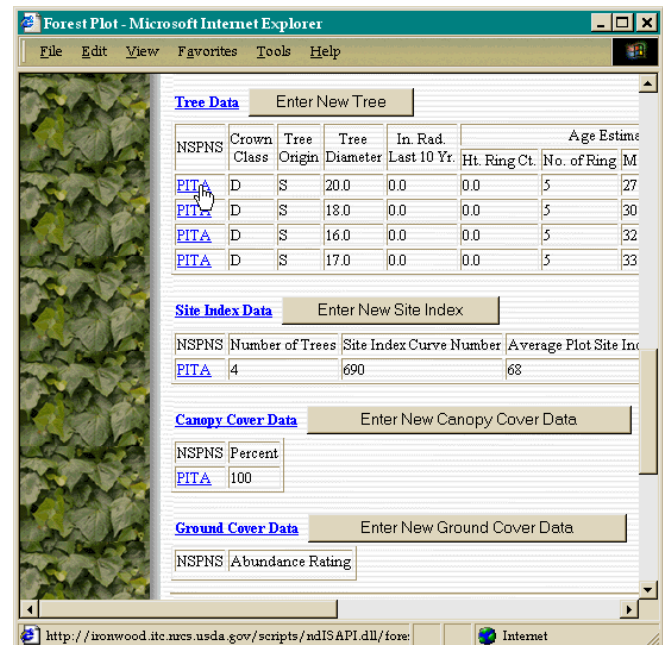 Forest Plot - Microsoft Internet Explorer
File Edit View Favorites Tools Help
Tree Data Enter New Tree
NSPNS Crown Class Tree Origin Tree Diameter In. Rad. Last 10 Yr. Age Estima
Ht. Ring Ct. No. of Ring M
PITA D S 20.0 0.0 0.0 5 27
PITA D S 18.0 0.0 0.0 5 30
PITA D S 16.0 0.0 0.0 5 32
PITA D S 17.0 0.0 0.0 5 33
Site Index Data Enter New Site Index
NSPNS Number of Trees Site Index Curve Number Average Plot Site Ind
PITA 4 690 68
Canopy Cover Data Enter New Canopy Cover Data
NSPNS Percent
PITA 100
Ground Cover Data Enter New Ground Cover Data
NSPNS Abundance Rating
http://ironwood.itc.nrcs.usda.gov/scripts/ndISAPI.dll/fore: Internet